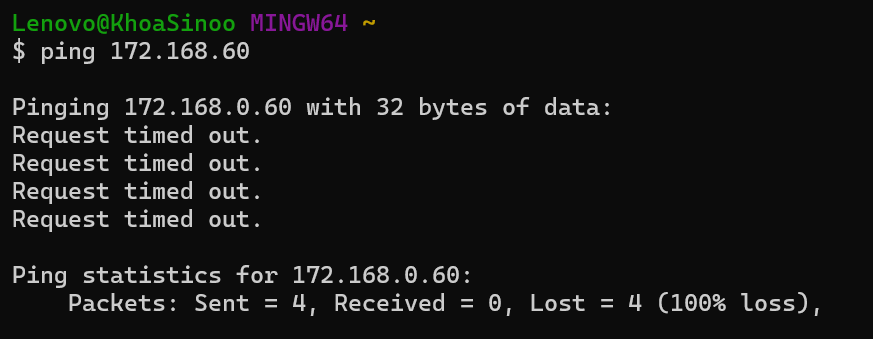 Lenovo@KhoaSinoo MINGW64 ~
$ ping 172.168.60
Pinging 172.168.0.60 with 32 bytes of data:
Request timed out.
Request timed out.
Request timed out.
Request timed out.
Ping statistics for 172.168.0.60:
    Packets: Sent = 4, Received = 0, Lost = 4 (100% loss),